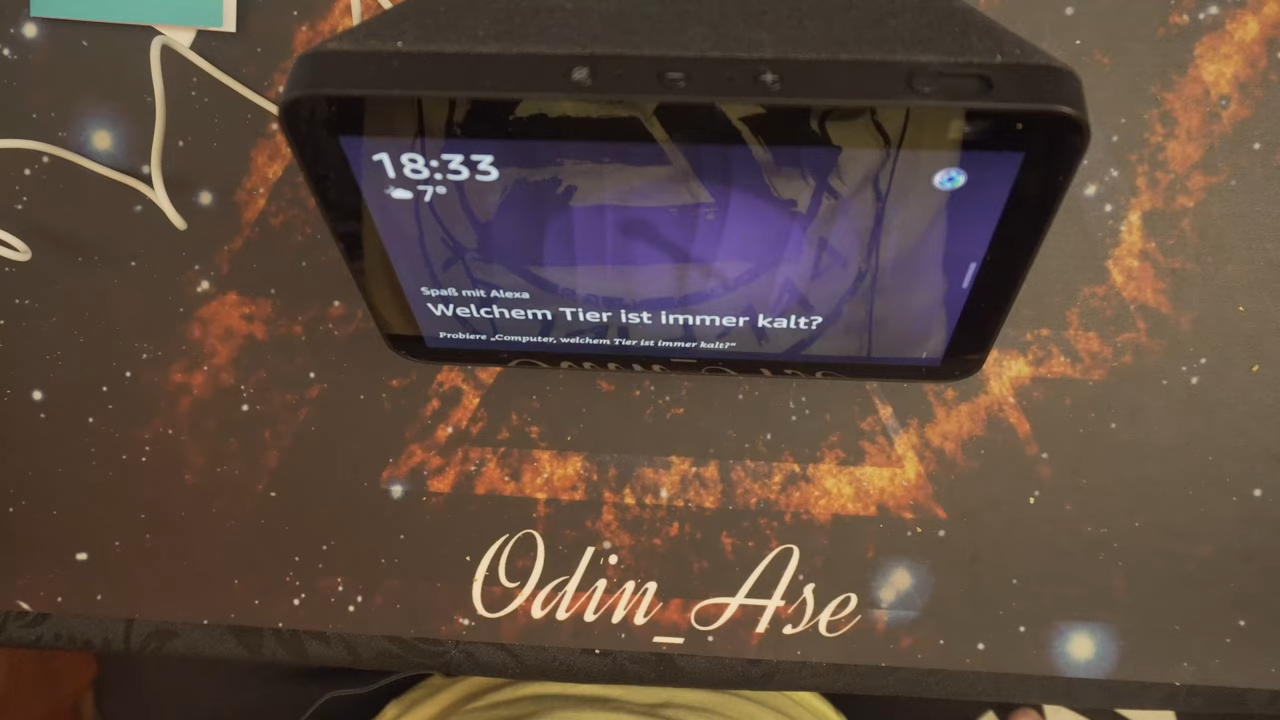 18:33
7°
Spaß mit Alexa
Welchem Tier ist immer kalt?
Probiere „Computer, welchem Tier ist immer kalt?“
Odin_Ase